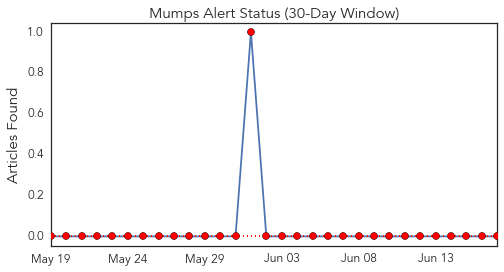 Mumps Alert Status (30-Day Window)
Articles Found
1.0
0.8
0.6
0.4
0.2
0.0
May 19 May 24 May 29 Jun 03 Jun 08 Jun 13